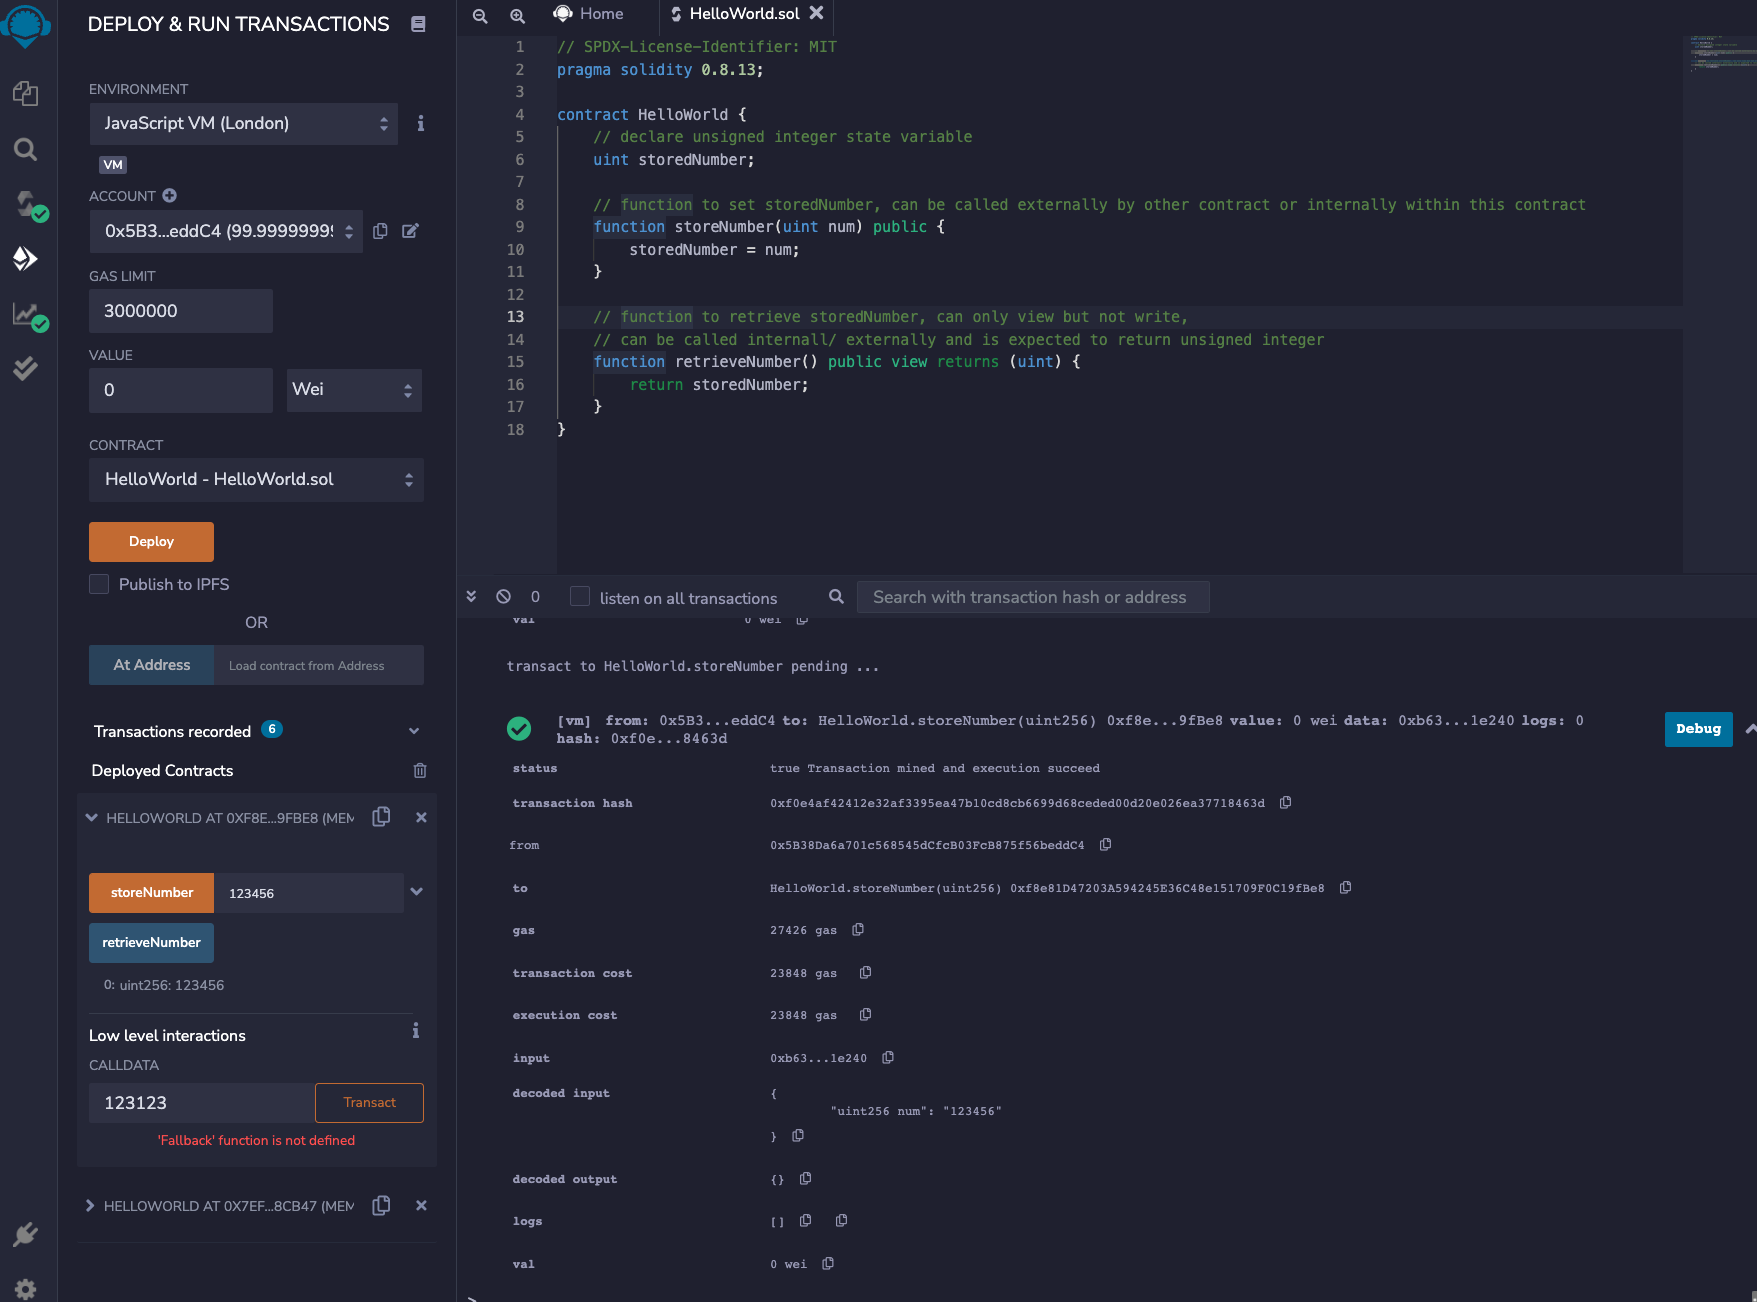 DEPLOY & RUN TRANSACTIONS
ENVIRONMENT
JavaScript VM (London)
VM
ACCOUNT
0x5B3...eddC4 (99.9999999
GAS LIMIT
3000000
VALUE
0
Wei
CONTRACT
HelloWorld - HelloWorld.sol
Deploy
Publish to IPFS
OR
At Address
Load contract from Address
Transactions recorded 6
Deployed Contracts
HELLOWORLD AT 0XF8E...9FBE8 (MEM
storeNumber
123456
retrieveNumber
0: uint256: 123456
Low level interactions
CALLDATA
123123
Transact
'Fallback' function is not defined
HELLOWORLD AT 0X7EF...8CB47 (MEM
Home
HelloWorld.sol
1 // SPDX-License-Identifier: MIT
2 pragma solidity 0.8.13;
3
4 contract HelloWorld {
5 // declare unsigned integer state variable
6 uint storedNumber;
7
8 // function to set storedNumber, can be called externally by other contract or internally within this contract
9 function storeNumber(uint num) public {
10 storedNumber = num;
11 }
12
13 // function to retrieve storedNumber, can only view but not write,
14 // can be called internall/ externally and is expected to return unsigned integer
15 function retrieveNumber() public view returns (uint) {
16 return storedNumber;
17 }
18 }
0
listen on all transactions
Search with transaction hash or address
val 0 wei
transact to HelloWorld.storeNumber pending ...
[vm] from: 0x5B3...eddC4 to: HelloWorld.storeNumber(uint256) 0xf8e...9fBe8 value: 0 wei data: 0xb63...1e240 logs: 0
hash: 0xf0e...8463d
Debug
status true Transaction mined and execution succeed
transaction hash 0xf0e4af42412e32af3395ea47b10cd8cb6699d68ceded00d20e026ea37718463d
from 0x5B38Da6a701c568545dCfcB03FcB875f56beddC4
to HelloWorld.storeNumber(uint256) 0xf8e81D47203A594245E36C48e151709F0C19fBe8
gas 27426 gas
transaction cost 23848 gas
execution cost 23848 gas
input 0xb63...1e240
decoded input {
"uint256 num": "123456"
}
decoded output {}
logs []
val 0 wei
>